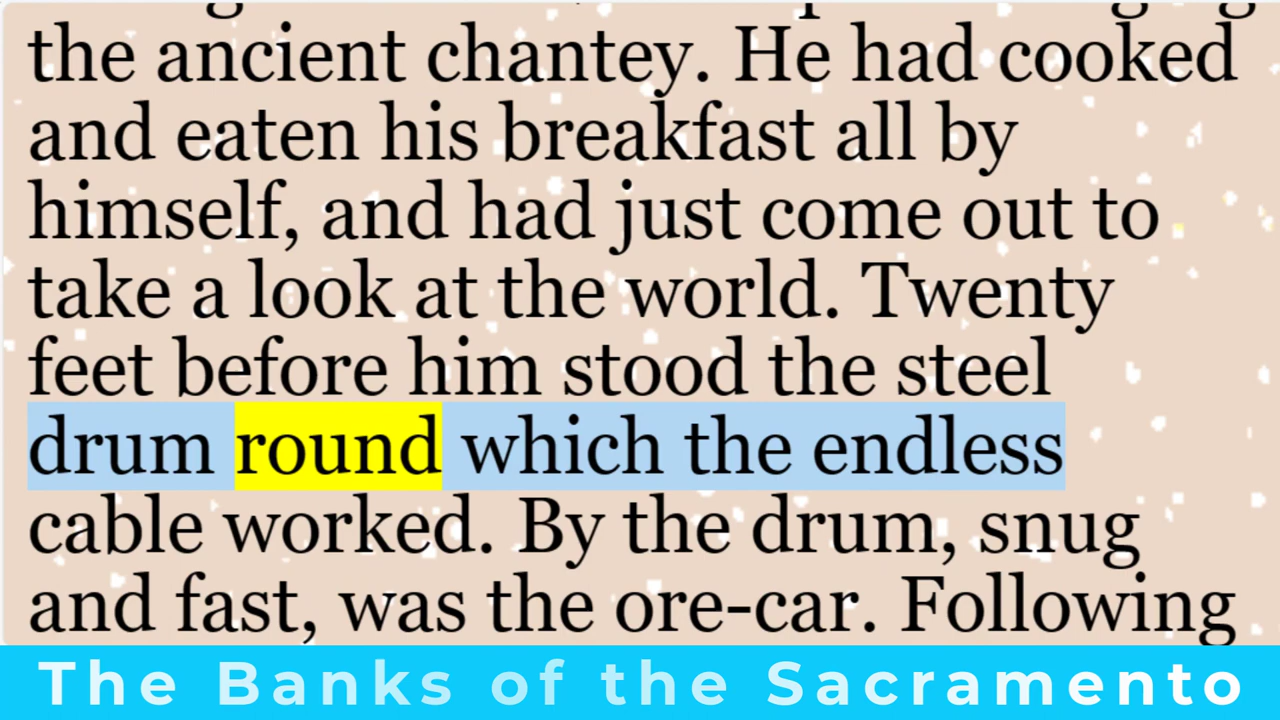 the ancient chantey. He had cooked
and eaten his breakfast all by
himself, and had just come out to
take a look at the world. Twenty
feet before him stood the steel
drum round which the endless
cable worked. By the drum, snug
and fast, was the ore-car. Following
The Banks of the Sacramento